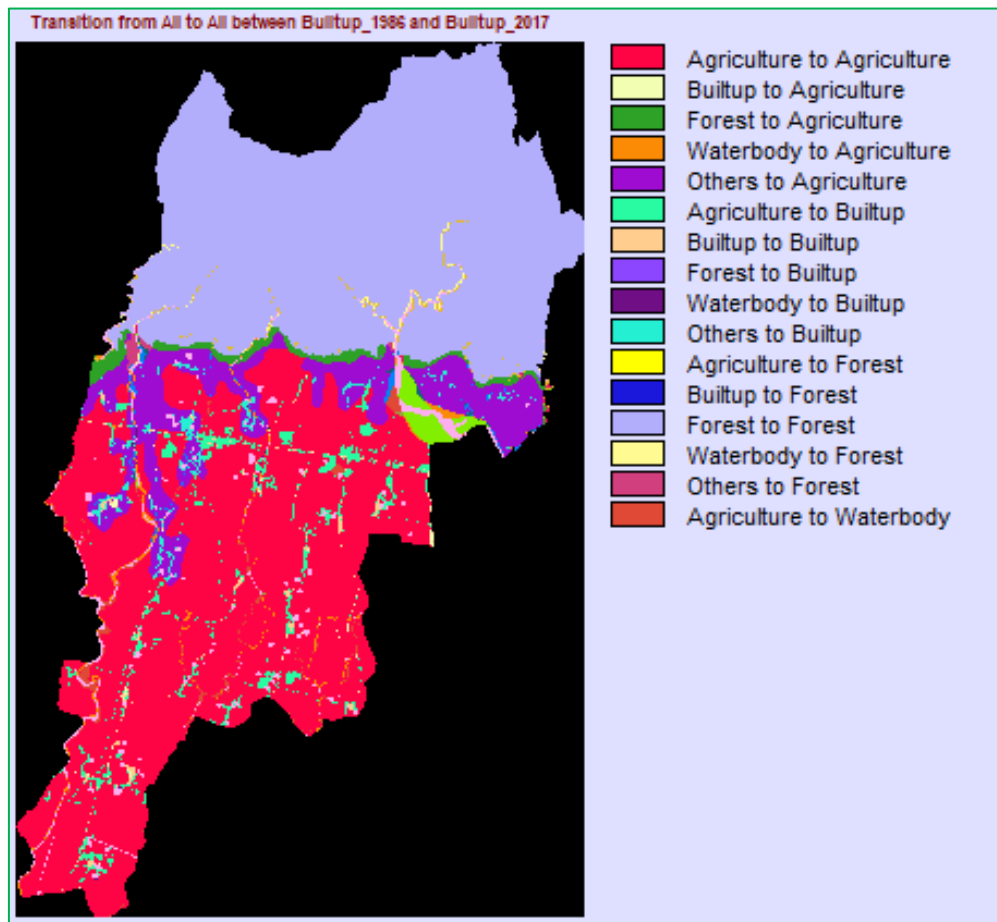 Transition from All to All between Builtup_1986 and Builtup_2017
Agriculture to Agriculture
Builtup to Agriculture
Forest to Agriculture
Waterbody to Agriculture
Others to Agriculture
Agriculture to Builtup
Builtup to Builtup
Forest to Builtup
Waterbody to Builtup
Others to Builtup
Agriculture to Forest
Builtup to Forest
Forest to Forest
Waterbody to Forest
Others to Forest
Agriculture to Waterbody